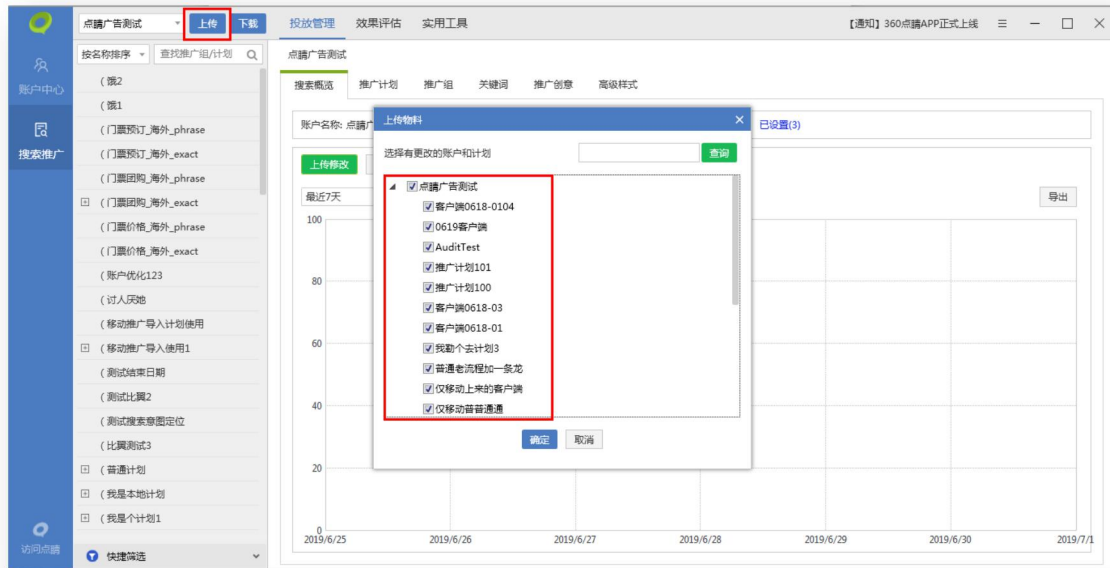 点睛广告测试
上传
下载
投放管理
效果评估
实用工具
【通知】360点睛APP正式上线
账户中心
搜索推广
访问点睛
按名称排序
查找推广组/计划
(饿2
(饿1
(门票预订_海外_phrase
(门票预订_海外_exact
(门票团购_海外_phrase
(门票团购_海外_exact
(门票价格_海外_phrase
(门票价格_海外_exact
(账户优化123
(讨人厌她
(移动推广导入计划使用
(移动推广导入使用1
(测试结束日期
(测试比翼2
(测试搜索意图定位
(比翼测试3
(普通计划
(我是本地计划
(我是个计划1
快捷筛选
点睛广告测试
搜索概览
推广计划
推广组
关键词
推广创意
高级样式
账户名称: 点睛广
已设置(3)
上传修改
最近7天
导出
上传物料
选择有更改的账户和计划
查询
点睛广告测试
客户端0618-0104
0619客户端
AuditTest
推广计划101
推广计划100
客户端0618-03
客户端0618-01
我勒个去计划3
普通老流程加一条龙
仅移动上来的客户端
仅移动普普通通
确定
取消
100
80
60
40
20
0
2019/6/25
2019/6/26
2019/6/27
2019/6/28
2019/6/29
2019/6/30
2019/7/1